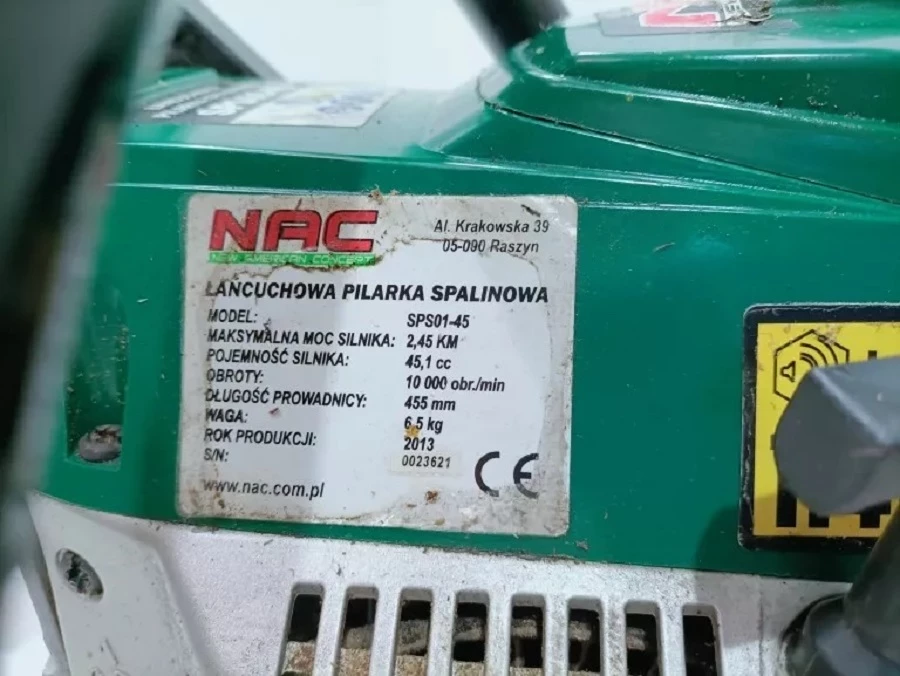 NAC
NEW AMERICAN CONCEPT
Al. Krakowska 39
05-090 Raszyn
ŁAŃCUCHOWA PILARKA SPALINOWA
MODEL: SPS01-45
MAKSYMALNA MOC SILNIKA: 2,45 KM
POJEMNOŚĆ SILNIKA: 45,1 cc
OBROTY: 10 000 obr./min
DŁUGOŚĆ PROWADNICY: 455 mm
WAGA: 6,5 kg
ROK PRODUKCJI: 2013
S/N: 0023621
www.nac.com.pl
CE